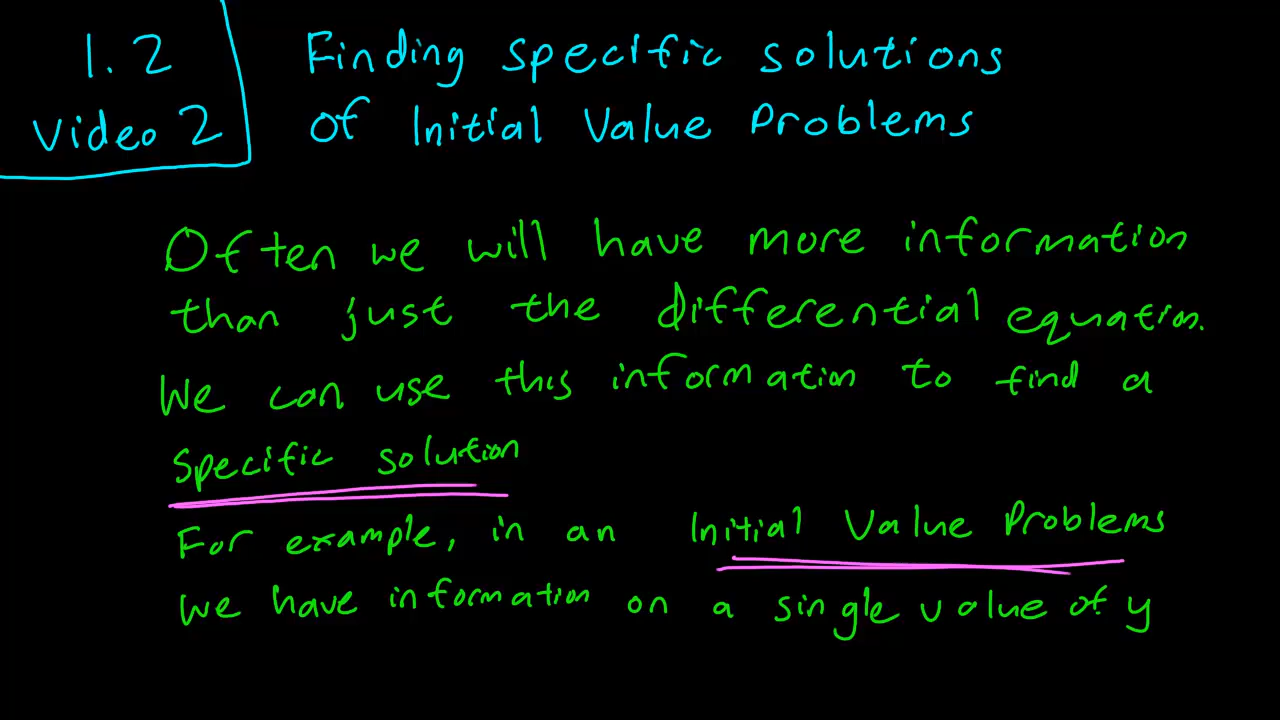 1.2
Video 2
Finding specific solutions
of Initial Value Problems
Often we will have more information
than just the differential equation.
We can use this information to find a
specific solution
For example, in an Initial Value Problems
we have information on a single value of y